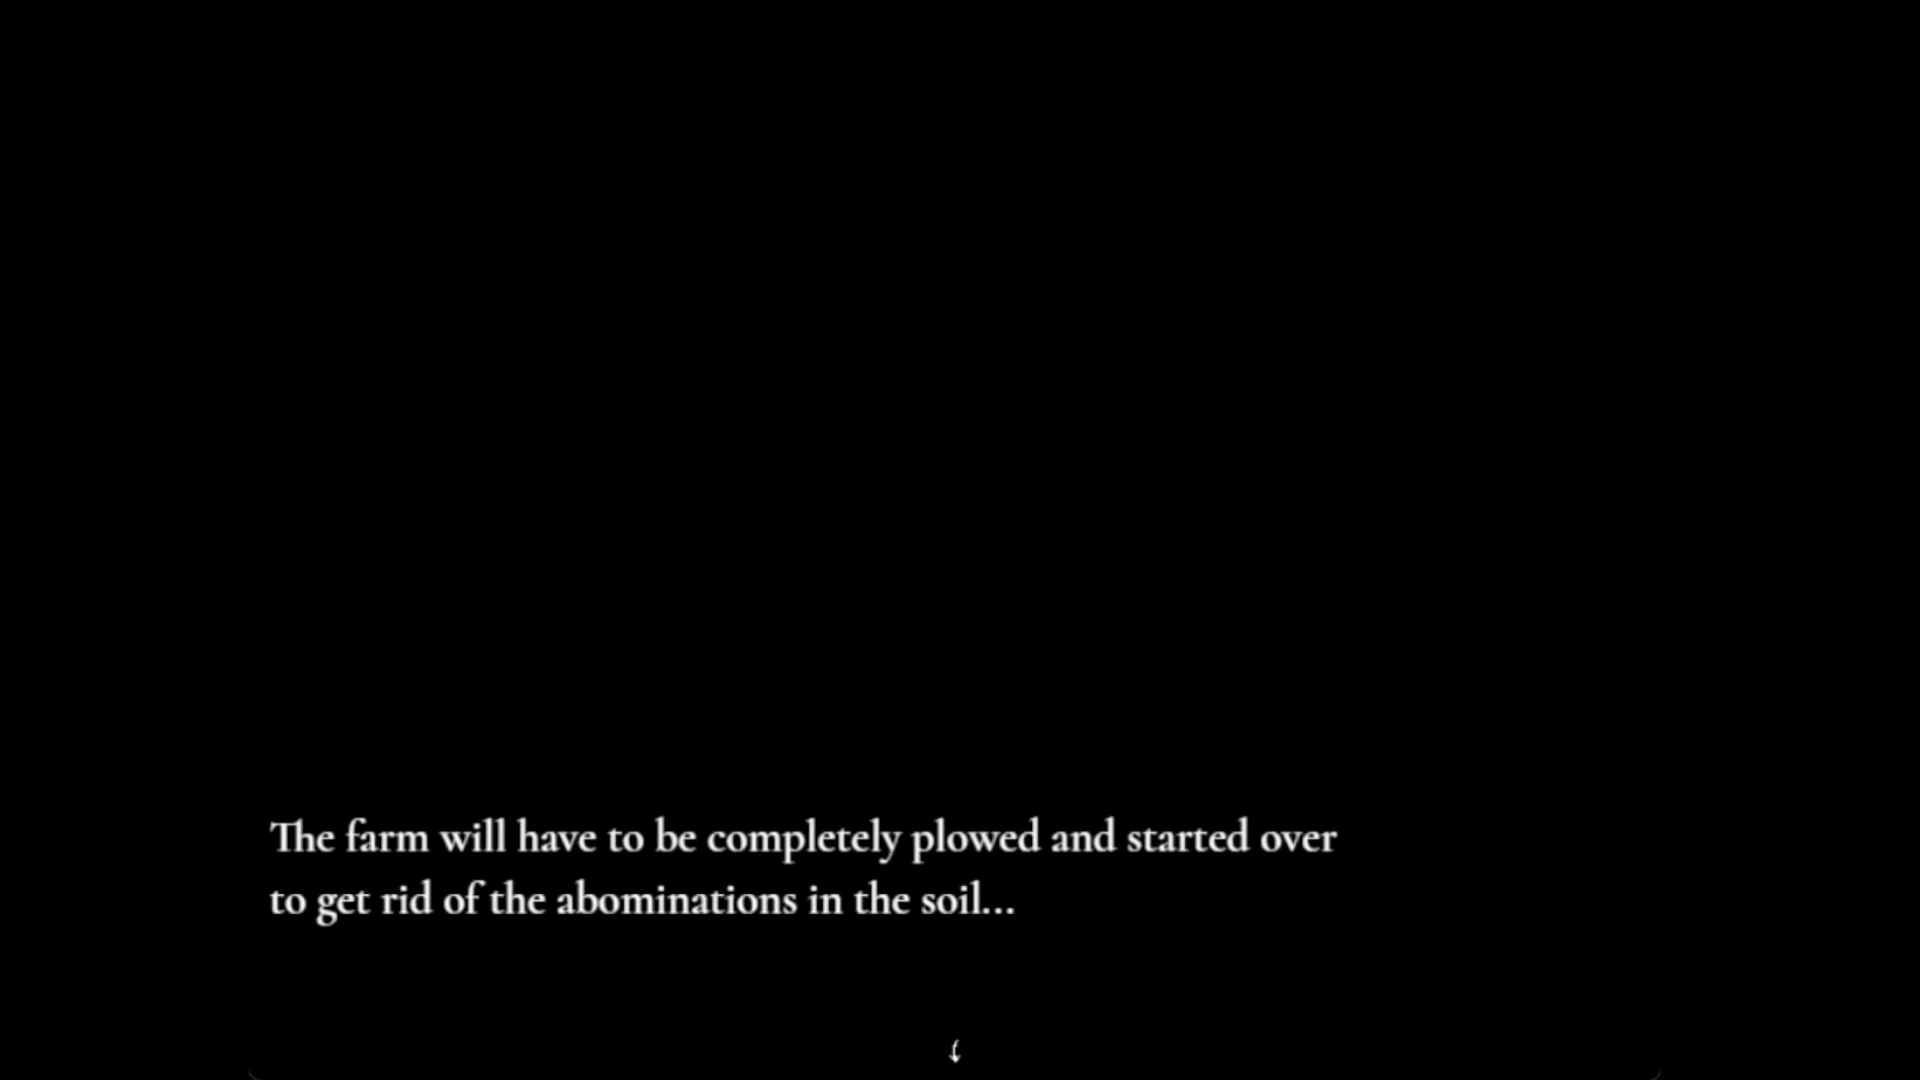 The farm will have to be completely plowed and started over
to get rid of the abominations in the soil...